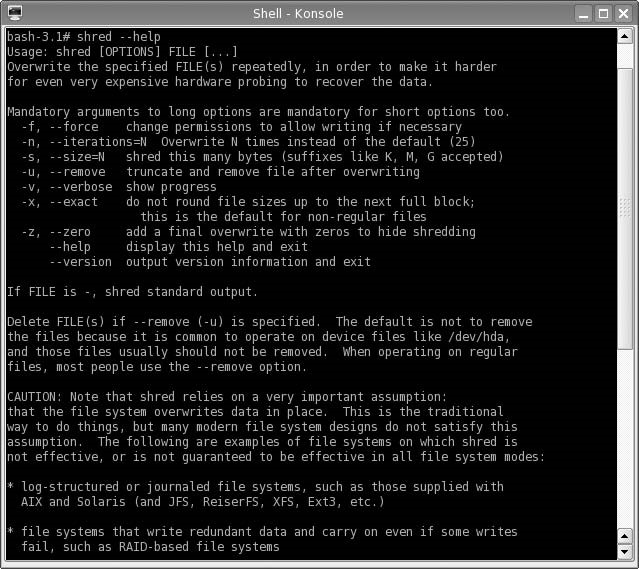 Shell - Konsole
bash-3.1# shred --help
Usage: shred [OPTIONS] FILE [...]
Overwrite the specified FILE(s) repeatedly, in order to make it harder
for even very expensive hardware probing to recover the data.

Mandatory arguments to long options are mandatory for short options too.
  -f, --force    change permissions to allow writing if necessary
  -n, --iterations=N  Overwrite N times instead of the default (25)
  -s, --size=N   shred this many bytes (suffixes like K, M, G accepted)
  -u, --remove   truncate and remove file after overwriting
  -v, --verbose  show progress
  -x, --exact    do not round file sizes up to the next full block;
                   this is the default for non-regular files
  -z, --zero     add a final overwrite with zeros to hide shredding
      --help     display this help and exit
      --version  output version information and exit

If FILE is -, shred standard output.

Delete FILE(s) if --remove (-u) is specified.  The default is not to remove
the files because it is common to operate on device files like /dev/hda,
and those files usually should not be removed.  When operating on regular
files, most people use the --remove option.

CAUTION: Note that shred relies on a very important assumption:
that the file system overwrites data in place.  This is the traditional
way to do things, but many modern file system designs do not satisfy this
assumption.  The following are examples of file systems on which shred is
not effective, or is not guaranteed to be effective in all file system modes:

* log-structured or journaled file systems, such as those supplied with
  AIX and Solaris (and JFS, ReiserFS, XFS, Ext3, etc.)

* file systems that write redundant data and carry on even if some writes
  fail, such as RAID-based file systems